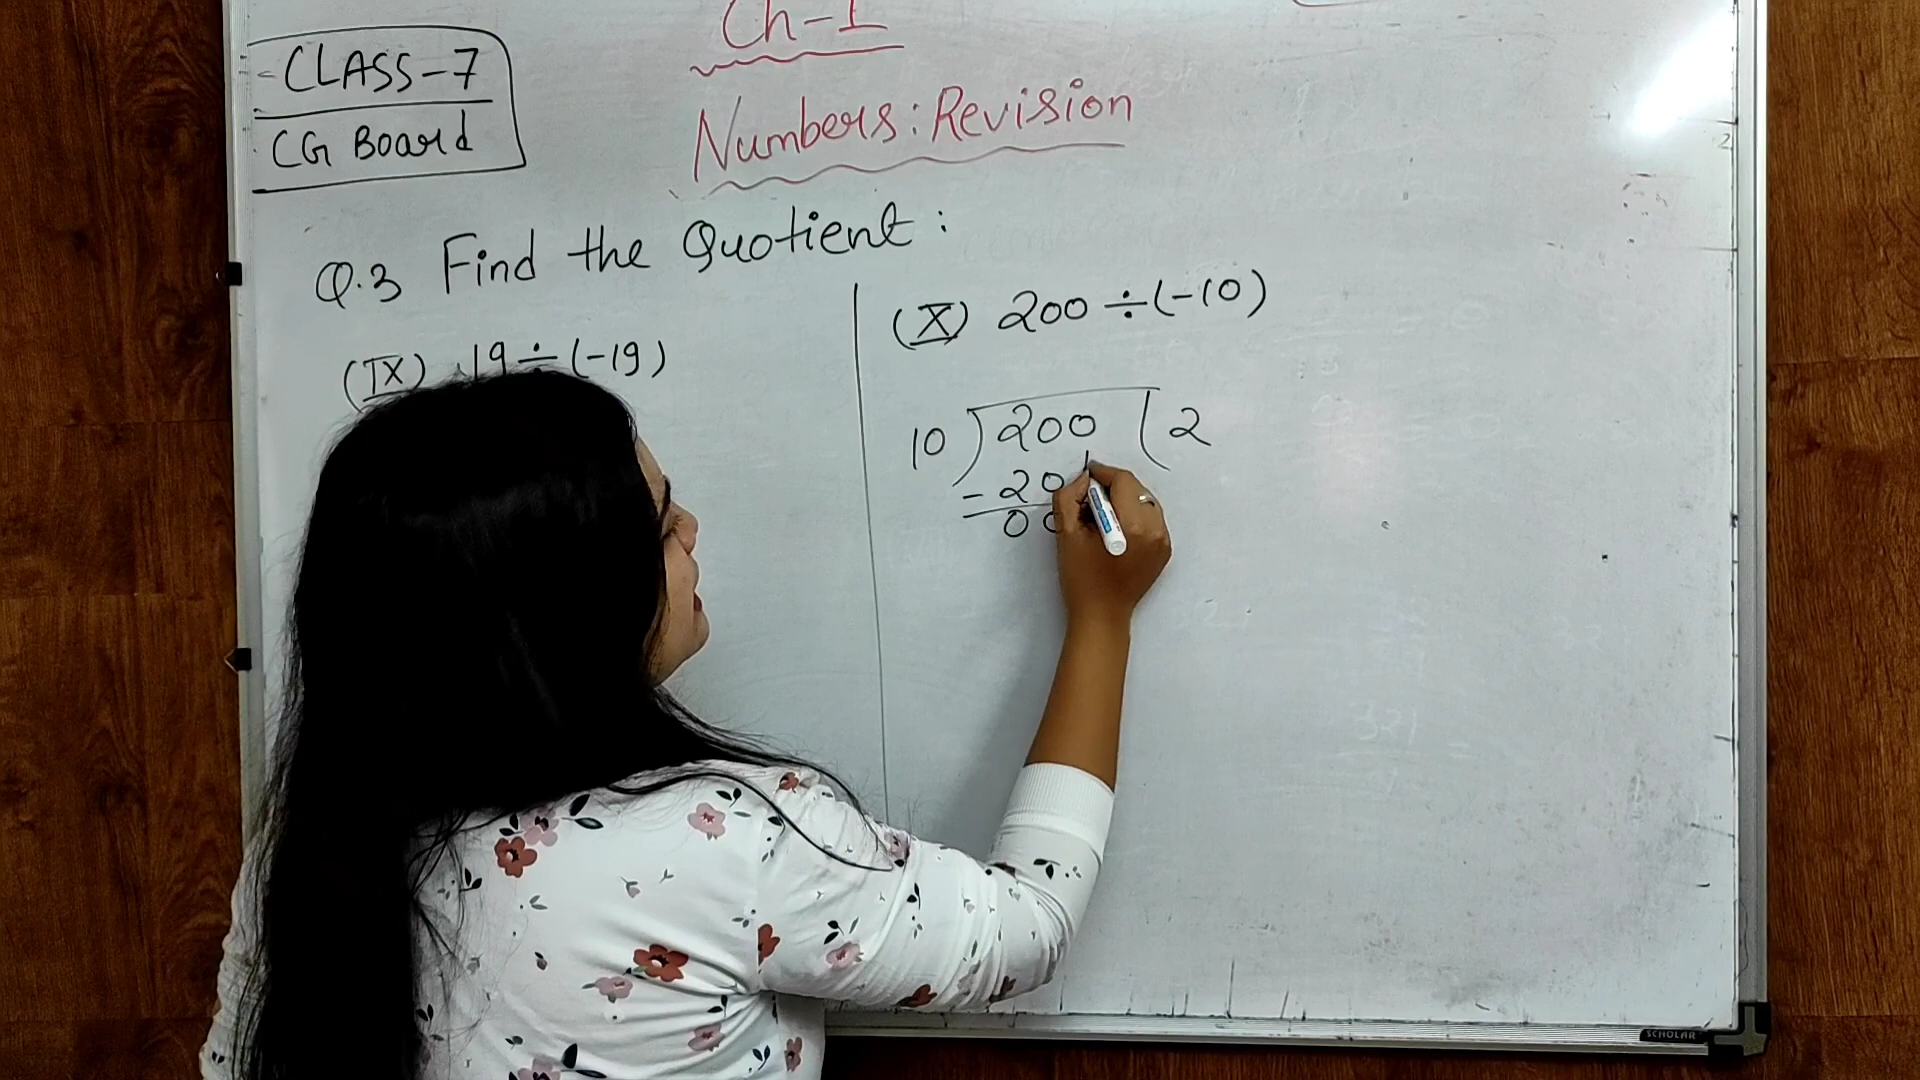 Ch-1
CLASS-7
CG Board
Numbers: Revision
Q.3 Find the Quotient:
(IX) 19÷(-19)
(X) 200÷(-10)
10)200(2
-20
00
SCHOLAR